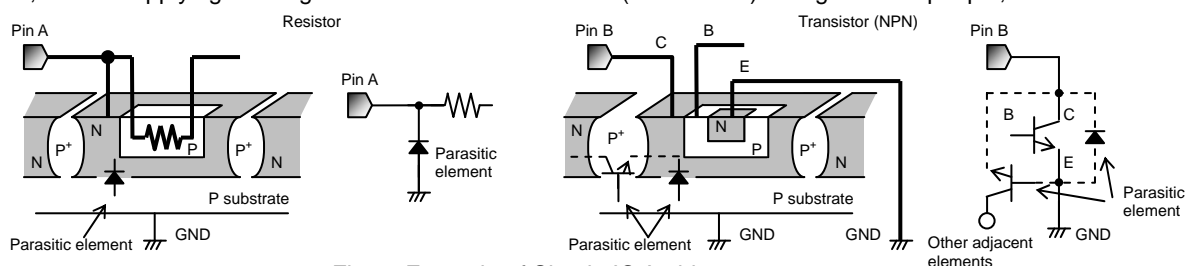 Resistor
Transistor (NPN)
Pin A
Pin A
Pin B
Pin B
C
B
E
N
N
P+
P
P+
N
N
P+
N
P
P+
N
B
C
E
Parasitic
element
P substrate
Parasitic element
GND
P substrate
Parasitic element
GND
GND
Parasitic
element
GND
Other adjacent
elements